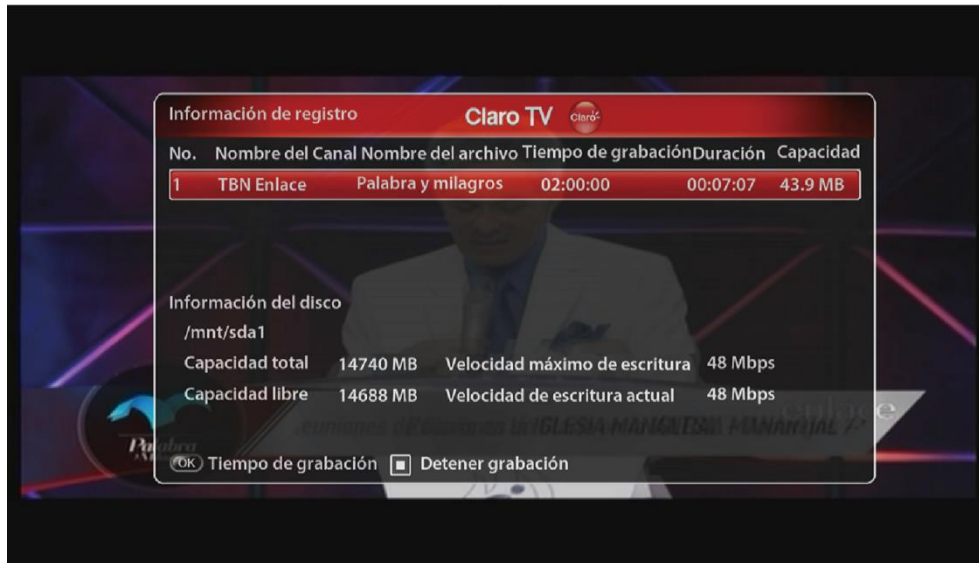 Información de registro Claro TV Claro
No. Nombre del Canal Nombre del archivo Tiempo de grabación Duración Capacidad
1 TBN Enlace Palabra y milagros 02:00:00 00:07:07 43.9 MB
Información del disco
/mnt/sda1
Capacidad total 14740 MB Velocidad máximo de escritura 48 Mbps
Capacidad libre 14688 MB Velocidad de escritura actual 48 Mbps
enlace
IGLESIA
Palabra
OK Tiempo de grabación Detener grabación